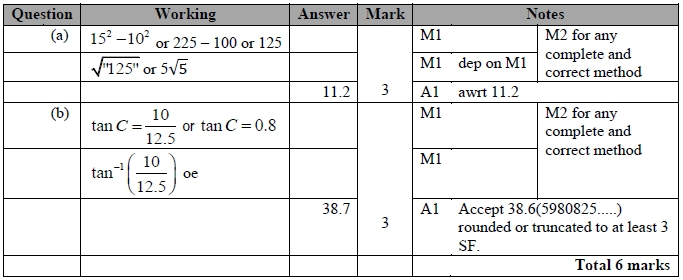 Question Working Answer Mark Notes
(a) 15² – 10² or 225 – 100 or 125 M1 M2 for any complete and correct method
√"125" or 5√5 M1 dep on M1
11.2 3 A1 awrt 11.2
(b) tan C = 10/12.5 or tan C = 0.8 M1 M2 for any complete and correct method
tan⁻¹(10/12.5) oe M1
38.7 3 A1 Accept 38.6(5980825.....)
rounded or truncated to at least 3
SF.
Total 6 marks